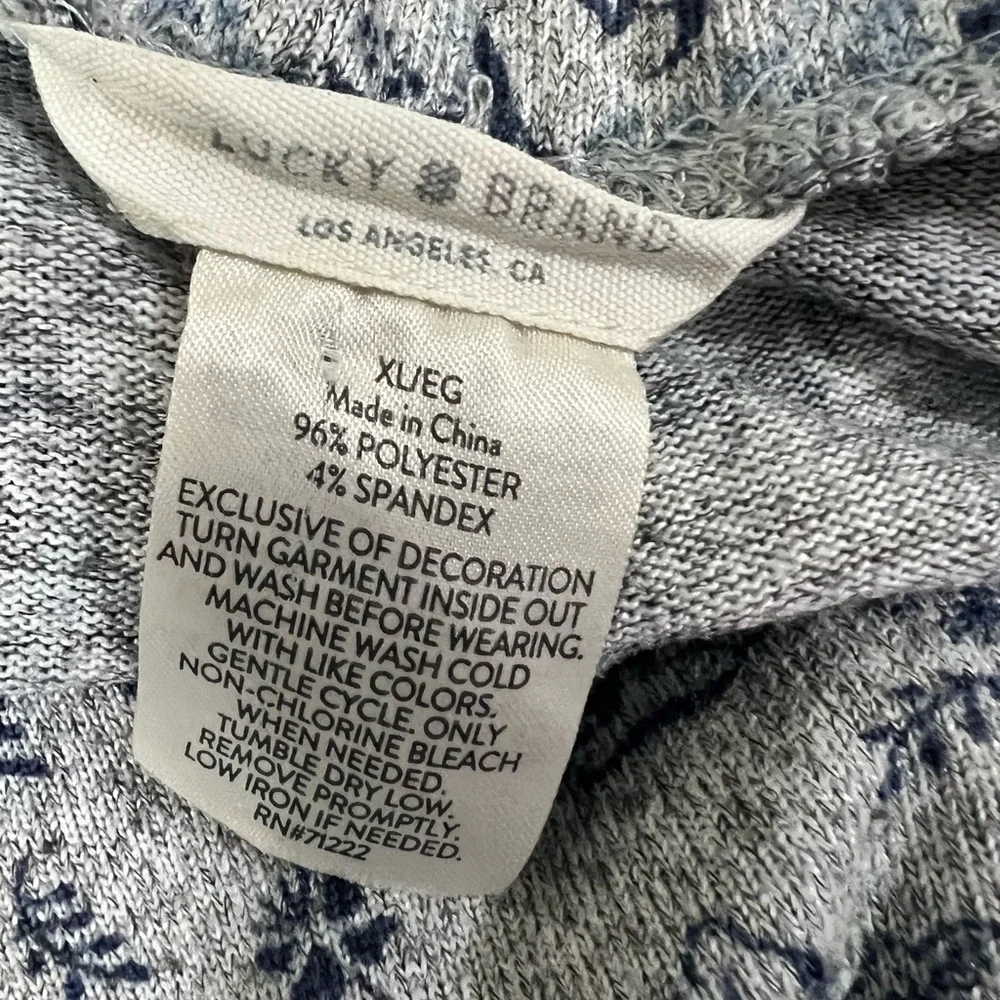 LUCKY BRAND
LOS ANGELES, CA
XL/EG
Made in China
96% POLYESTER
4% SPANDEX
EXCLUSIVE OF DECORATION
TURN GARMENT INSIDE OUT
AND WASH BEFORE WEARING.
MACHINE WASH COLD
WITH LIKE COLORS.
GENTLE CYCLE. ONLY
NON-CHLORINE BLEACH
WHEN NEEDED.
TUMBLE DRY LOW.
REMOVE PROMPTLY.
LOW IRON IF NEEDED.
RN#71222